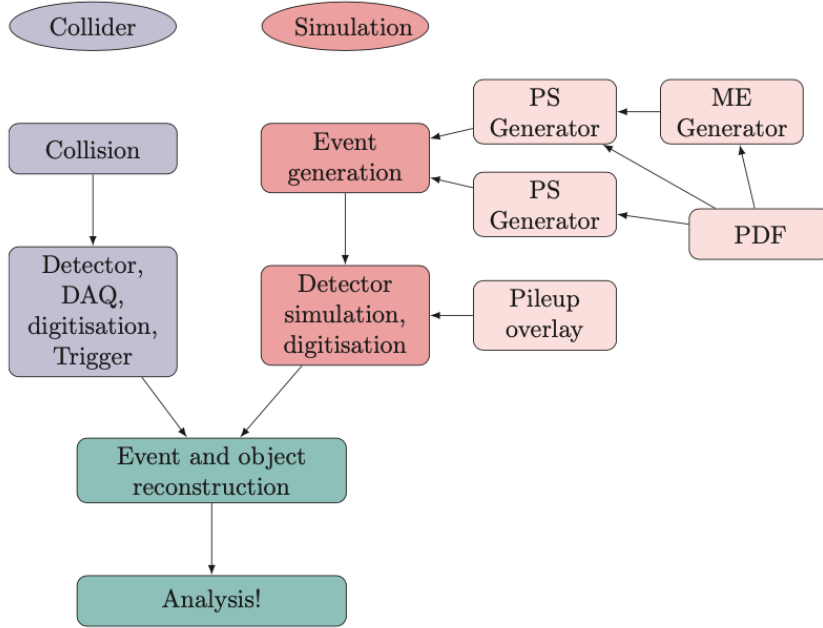 Collider
Simulation
PS
Generator
ME
Generator
Collision
Event
generation
PS
Generator
PDF
Detector,
DAQ,
digitisation,
Trigger
Detector
simulation,
digitisation
Pileup
overlay
Event and object
reconstruction
Analysis!